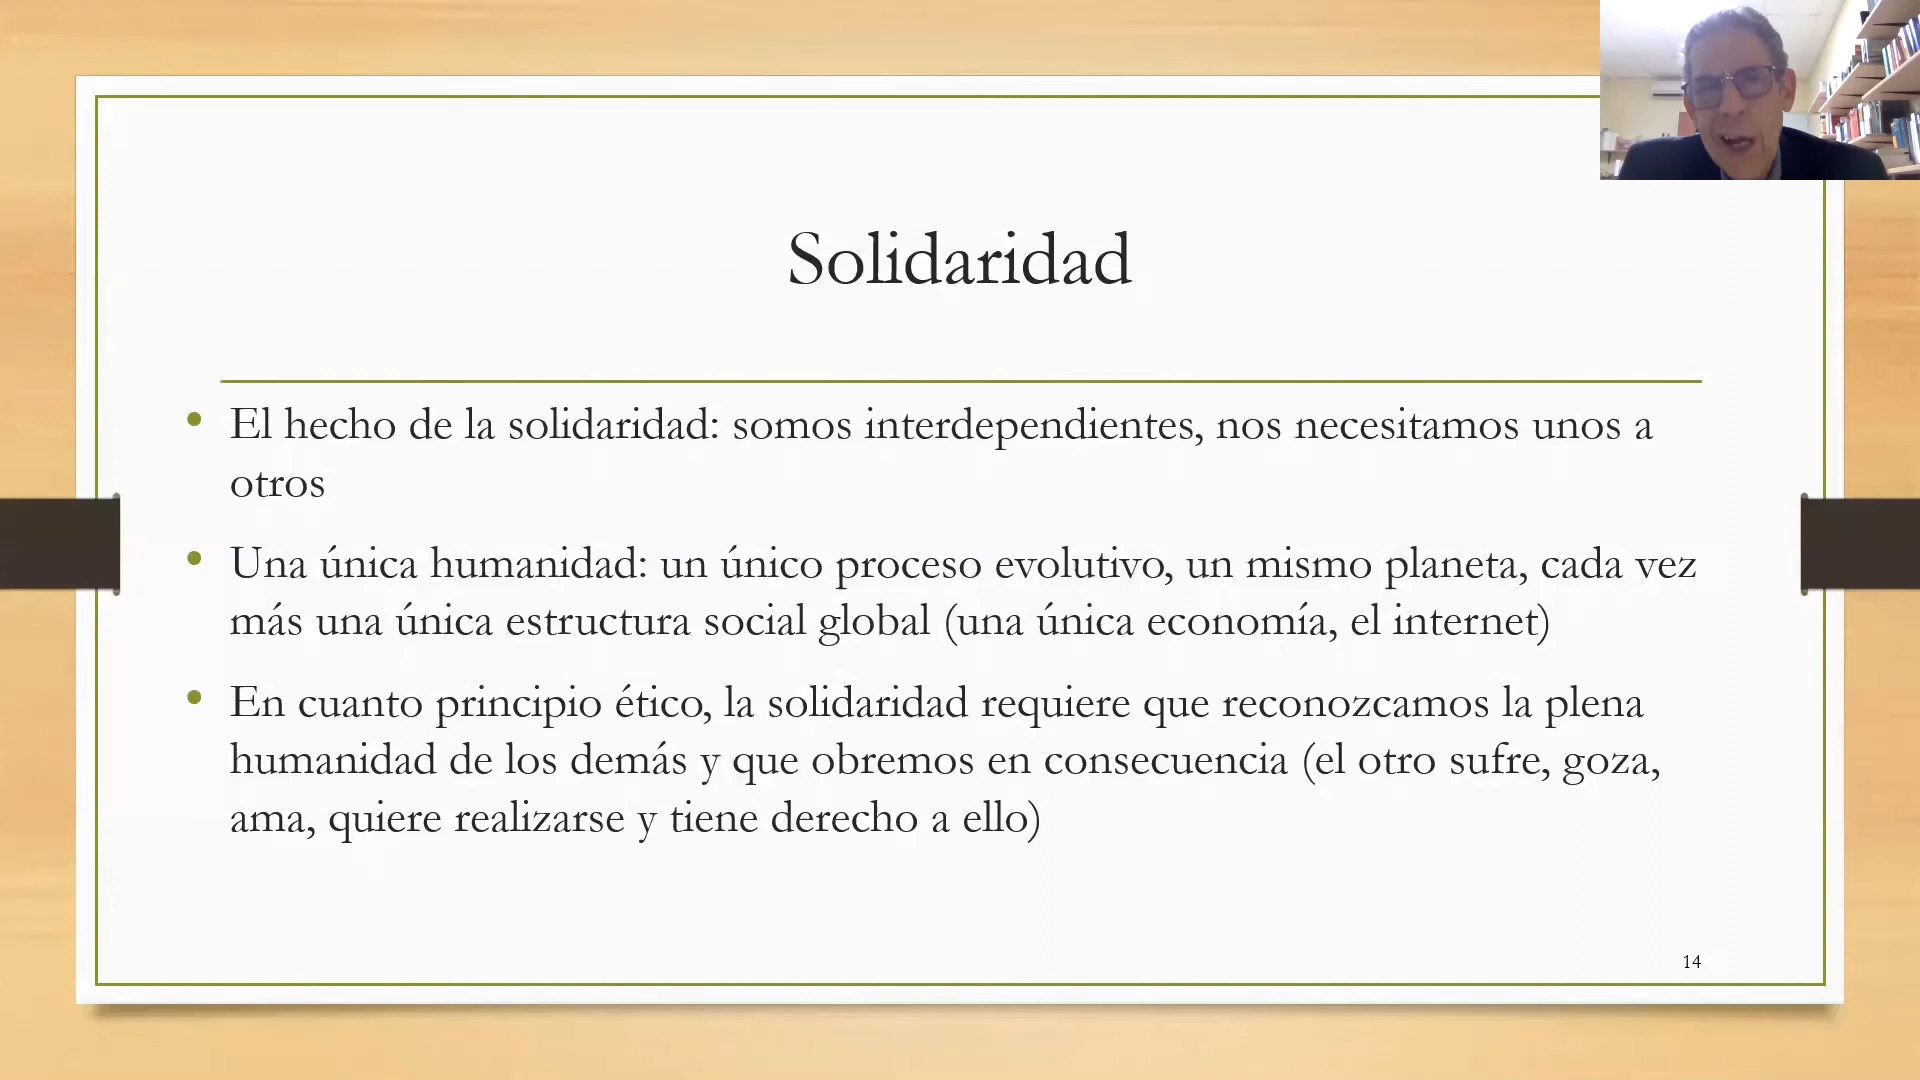 Solidaridad
• El hecho de la solidaridad: somos interdependientes, nos necesitamos unos a
otros
• Una única humanidad: un único proceso evolutivo, un mismo planeta, cada vez
más una única estructura social global (una única economía, el internet)
• En cuanto principio ético, la solidaridad requiere que reconozcamos la plena
humanidad de los demás y que obremos en consecuencia (el otro sufre, goza,
ama, quiere realizarse y tiene derecho a ello)
14